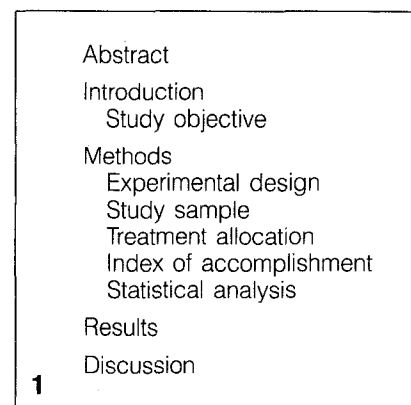 Abstract
Introduction
Study objective
Methods
Experimental design
Study sample
Treatment allocation
Index of accomplishment
Statistical analysis
Results
Discussion
1